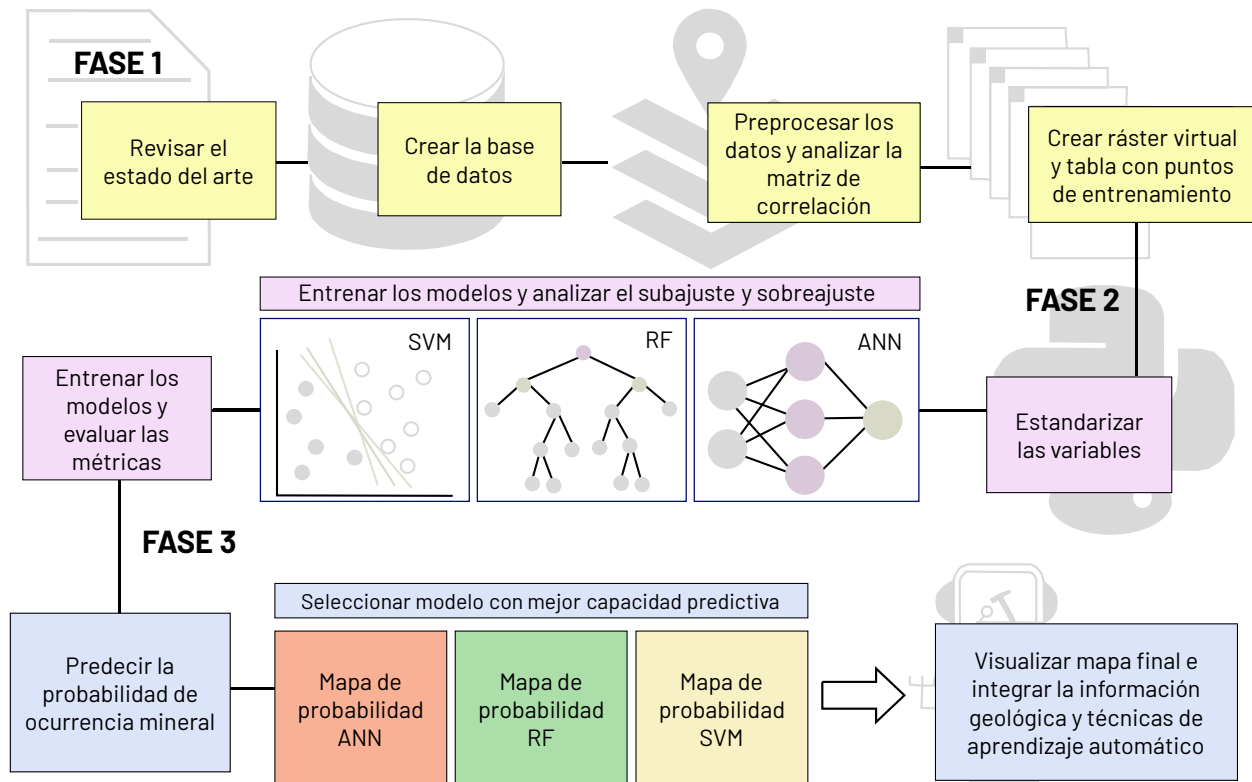 FASE 1
Revisar el
estado del arte
Crear la base
de datos
Preprocesar los
datos y analizar la
matriz de
correlación
Crear ráster virtual
y tabla con puntos
de entrenamiento
FASE 2
Estandarizar
las variables
Entrenar los modelos y analizar el subajuste y sobreajuste
SVM
RF
ANN
Entrenar los
modelos y
evaluar las
métricas
FASE 3
Predecir la
probabilidad de
ocurrencia mineral
Seleccionar modelo con mejor capacidad predictiva
Mapa de
probabilidad
ANN
Mapa de
probabilidad
RF
Mapa de
probabilidad
SVM
Visualizar mapa final e
integrar la información
geológica y técnicas de
aprendizaje automático